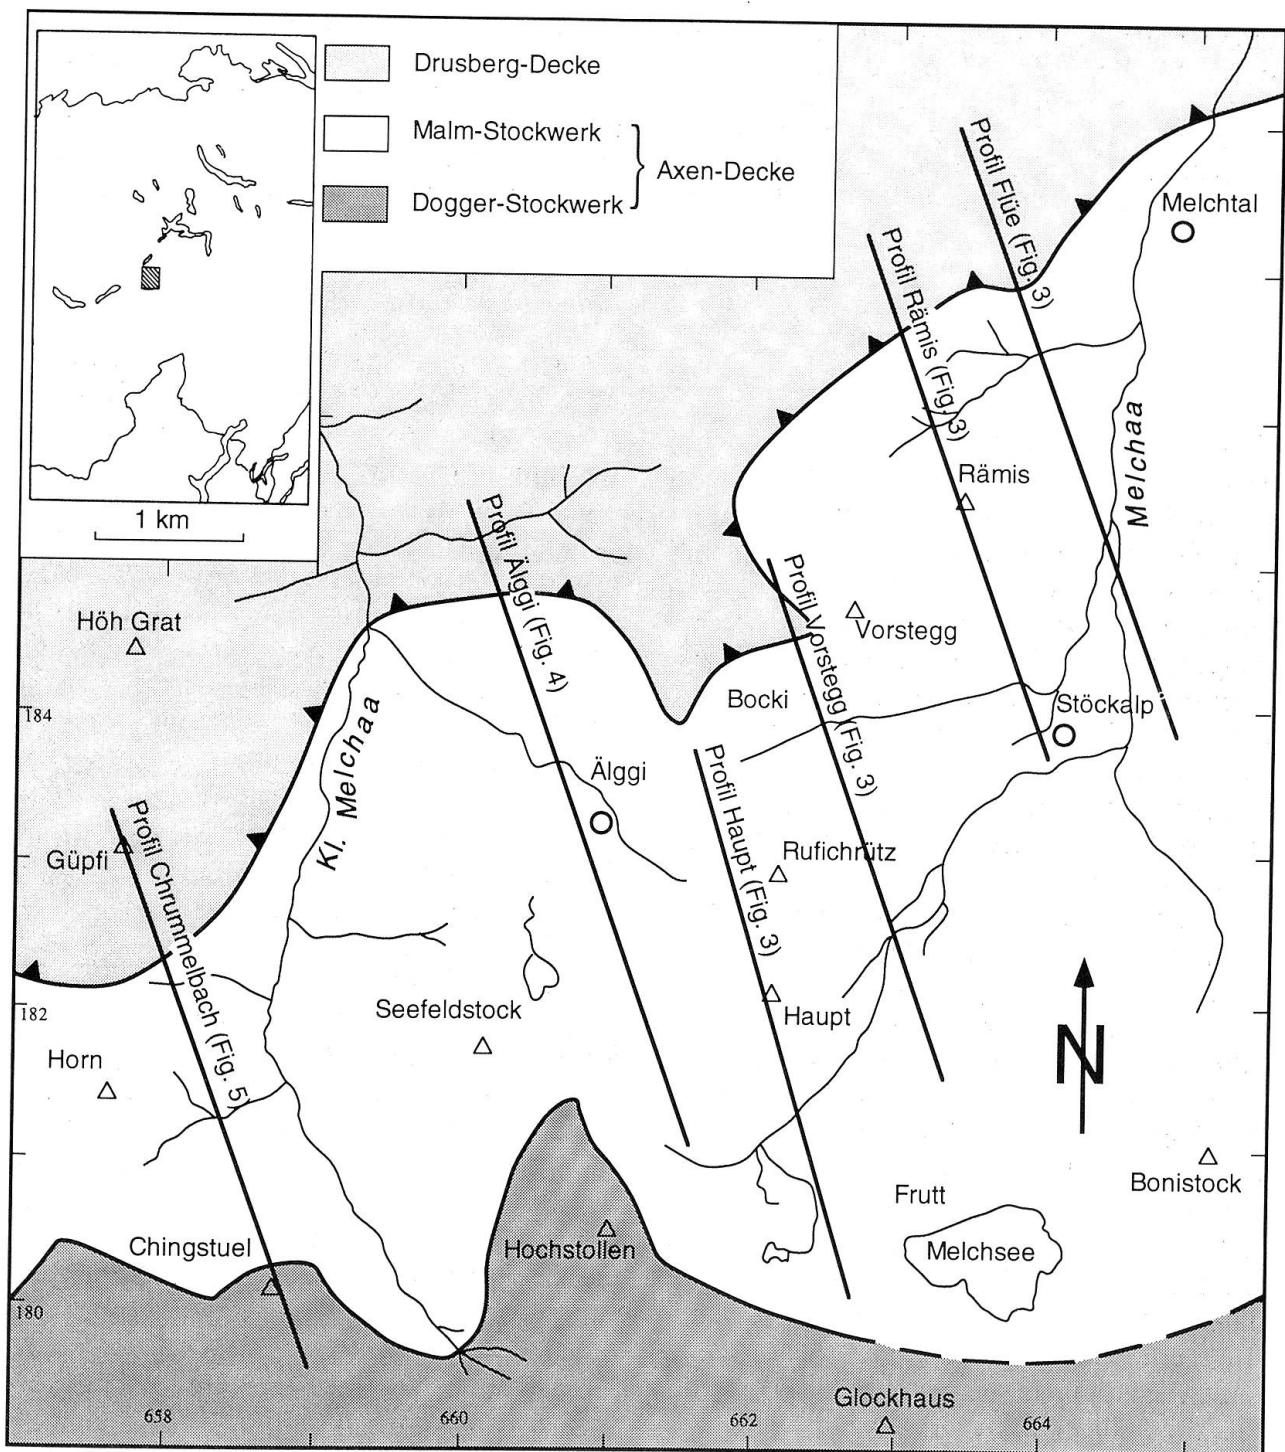 Drusberg-Decke
Malm-Stockwerk
Axen-Decke
Dogger-Stockwerk
1 km
Melchtal
Profil Flüe (Fig. 3)
Profil Rämis (Fig. 3)
Melchaa
Rämis
Profil Älggi (Fig. 4)
Profil Vorstegg (Fig. 3)
Höh Grat
Vorstegg
184
Bocki
Stöckalp
Kl. Melchaa
Älggi
Profil Haupt (Fig. 3)
Güpfi
Profil Chrummelbach (Fig. 5)
Rufichrütz
182
Seefeldstock
Haupt
N
Horn
Bonistock
Frutt
Chingstuel
Hochstollen
Melchsee
180
Glockhaus
658
660
662
664